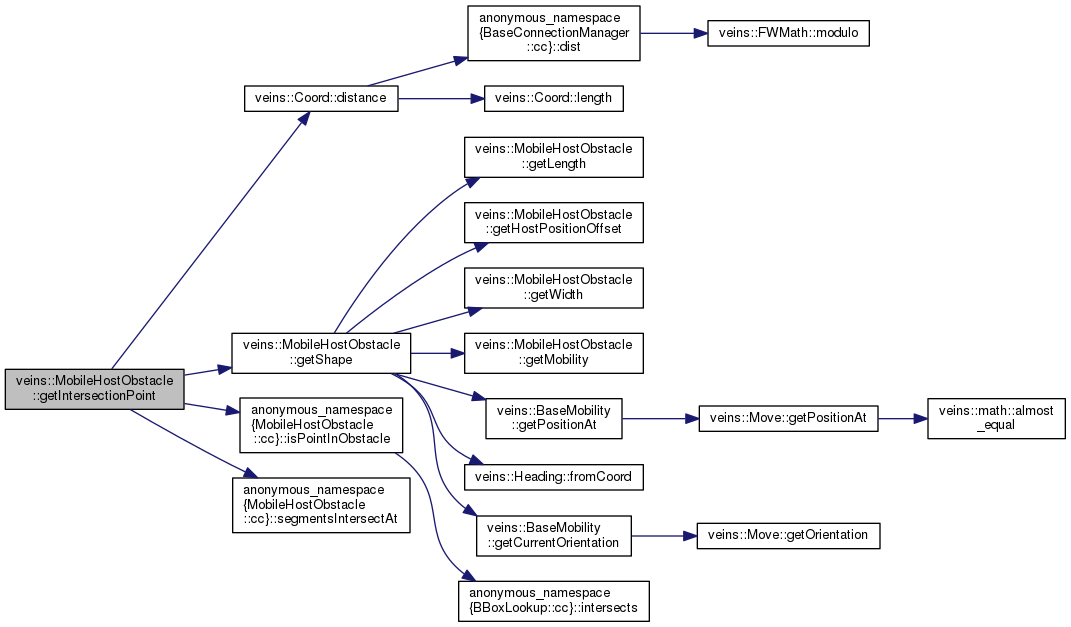 anonymous_namespace
{BaseConnectionManager
::cc}::dist
veins::FWMath::modulo
veins::Coord::distance
veins::Coord::length
veins::MobileHostObstacle
::getLength
veins::MobileHostObstacle
::getHostPositionOffset
veins::MobileHostObstacle
::getWidth
veins::MobileHostObstacle
::getShape
veins::MobileHostObstacle
::getMobility
veins::MobileHostObstacle
::getIntersectionPoint
anonymous_namespace
{MobileHostObstacle
::cc}::isPointInObstacle
veins::BaseMobility
::getPositionAt
veins::Move::getPositionAt
veins::math::almost
_equal
veins::Heading::fromCoord
anonymous_namespace
{MobileHostObstacle
::cc}::segmentsIntersectAt
veins::BaseMobility
::getCurrentOrientation
veins::Move::getOrientation
anonymous_namespace
{BBoxLookup::cc}::intersects